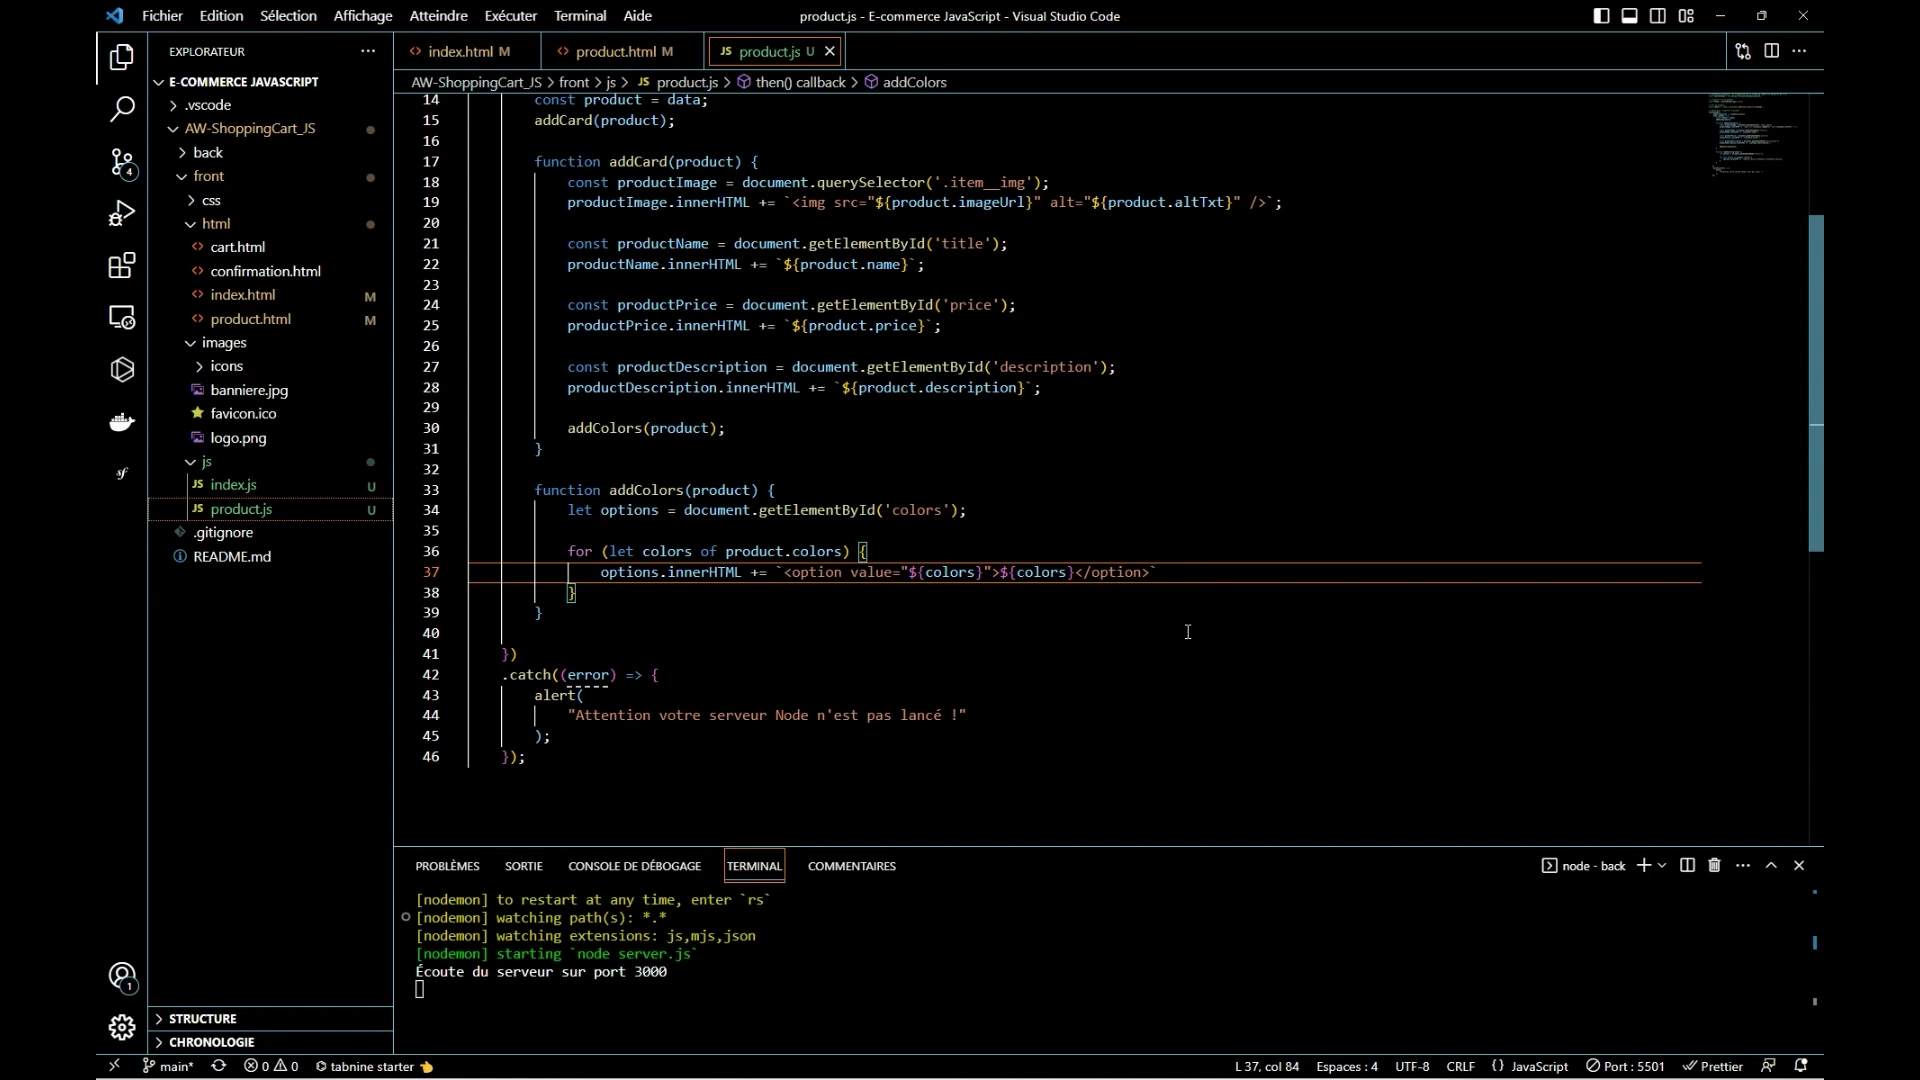 Fichier Edition Sélection Affichage Atteindre Exécuter Terminal Aide product.js - E-commerce JavaScript - Visual Studio Code
EXPLORATEUR
E-COMMERCE JAVASCRIPT
.vscode
AW-ShoppingCart_JS
back
front
css
html
cart.html
confirmation.html
index.html M
product.html M
images
icons
banniere.jpg
favicon.ico
logo.png
js
JS index.js U
JS product.js U
.gitignore
README.md
STRUCTURE
CHRONOLOGIE
4
1
index.html M product.html M JS product.js U
AW-ShoppingCart_JS > front > js > JS product.js > then() callback > addColors
14 const product = data;
15 addCard(product);
16
17 function addCard(product) {
18 const productImage = document.querySelector('.item__img');
19 productImage.innerHTML += `<img src="${product.imageUrl}" alt="${product.altTxt}" />`;
20
21 const productName = document.getElementById('title');
22 productName.innerHTML += `${product.name}`;
23
24 const productPrice = document.getElementById('price');
25 productPrice.innerHTML += `${product.price}`;
26
27 const productDescription = document.getElementById('description');
28 productDescription.innerHTML += `${product.description}`;
29
30 addColors(product);
31 }
32
33 function addColors(product) {
34 let options = document.getElementById('colors');
35
36 for (let colors of product.colors) {
37 options.innerHTML += `<option value="${colors}">${colors}</option>`
38 }
39 }
40
41 })
42 .catch((error) => {
43 alert(
44 "Attention votre serveur Node n'est pas lancé !"
45 );
46 });
PROBLÈMES SORTIE CONSOLE DE DÉBOGAGE TERMINAL COMMENTAIRES node - back
[nodemon] to restart at any time, enter `rs`
[nodemon] watching path(s): *.*
[nodemon] watching extensions: js,mjs,json
[nodemon] starting `node server.js`
Écoute du serveur sur port 3000
main* 0 0 tabnine starter L 37, col 84 Espaces : 4 UTF-8 CRLF {} JavaScript Port : 5501 Prettier